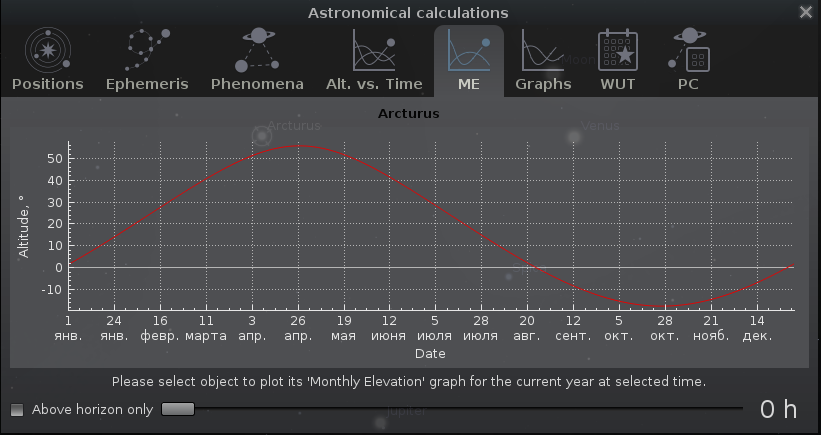 Astronomical calculations
Positions Ephemeris Phenomena Alt. vs. Time ME Graphs WUT PC
Moon
Arcturus
Arcturus
Venus
Altitude, °
50
40
30
20
10
0
-10
1 24 16 11 3 26 19 12 5 28 20 12 5 28 21 14
янв. янв. февр. марта апр. апр. мая июня июля июля авг. сент. окт. окт. нояб. дек.
Date
Please select object to plot its 'Monthly Elevation' graph for the current year at selected time.
Above horizon only
Jupiter
0 h